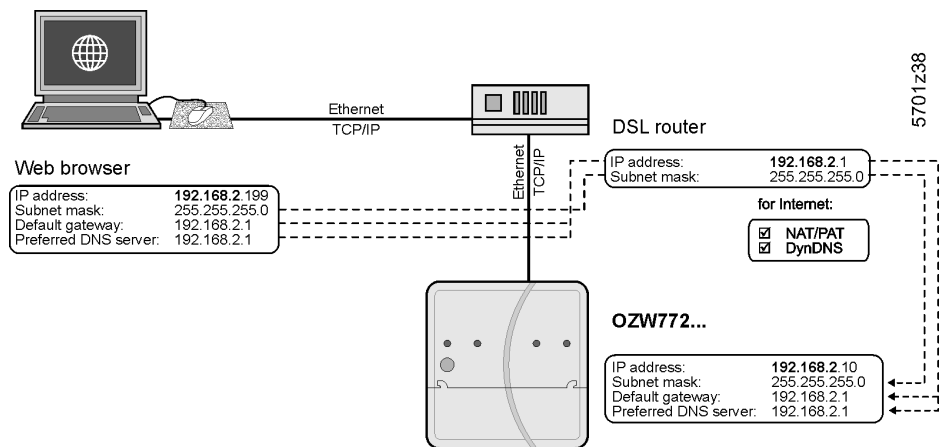 Ethernet
TCP/IP
5701z38
DSL router
Ethernet
TCP/IP
IP address: 192.168.2.1
Subnet mask: 255.255.255.0
Web browser
IP address: 192.168.2.199
Subnet mask: 255.255.255.0
Default gateway: 192.168.2.1
Preferred DNS server: 192.168.2.1
for Internet:
☑ NAT/PAT
☑ DynDNS
OZW772...
IP address: 192.168.2.10
Subnet mask: 255.255.255.0
Default gateway: 192.168.2.1
Preferred DNS server: 192.168.2.1